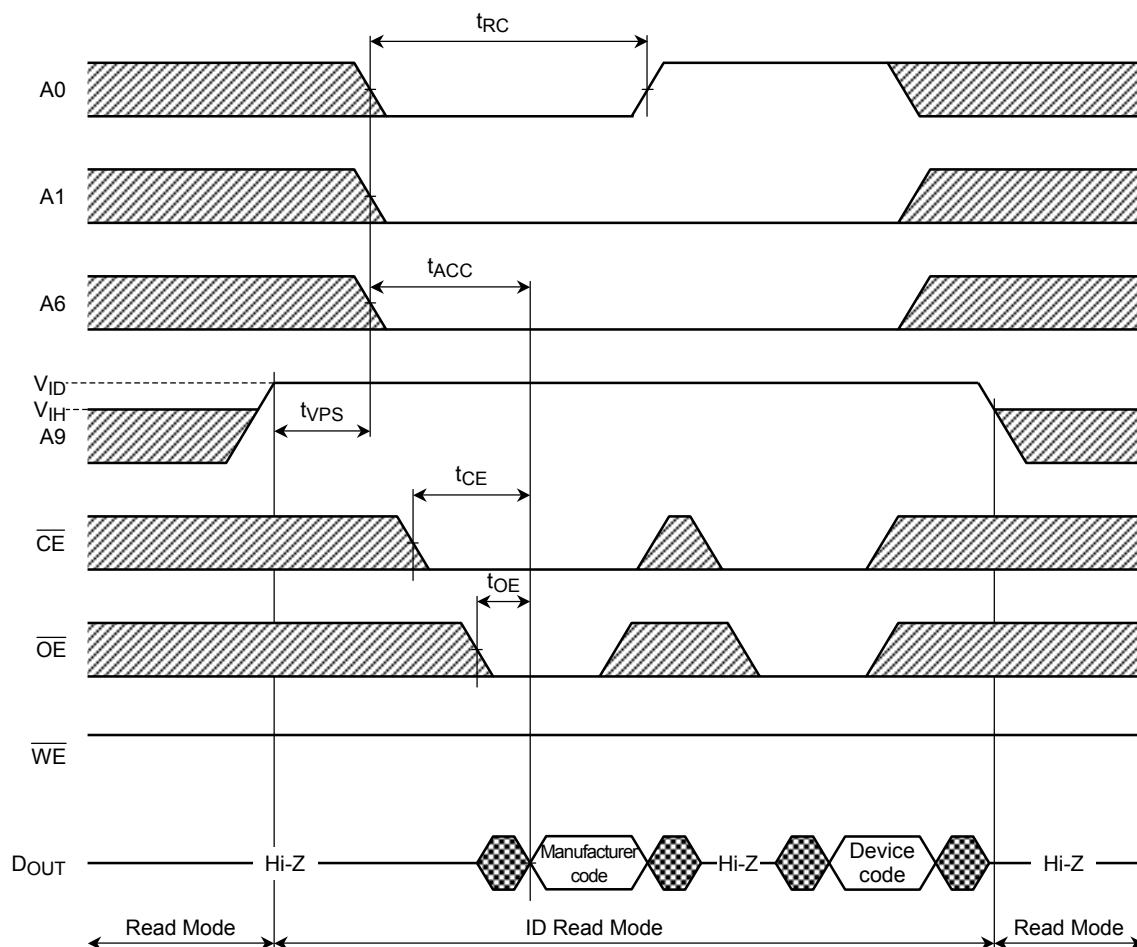 tRC
A0
A1
tACC
A6
VID
VIH
tVPS
A9
tCE
CE
tOE
OE
WE
DOUT
Hi-Z
Manufacturer
code
Hi-Z
Device
code
Hi-Z
Read Mode
ID Read Mode
Read Mode